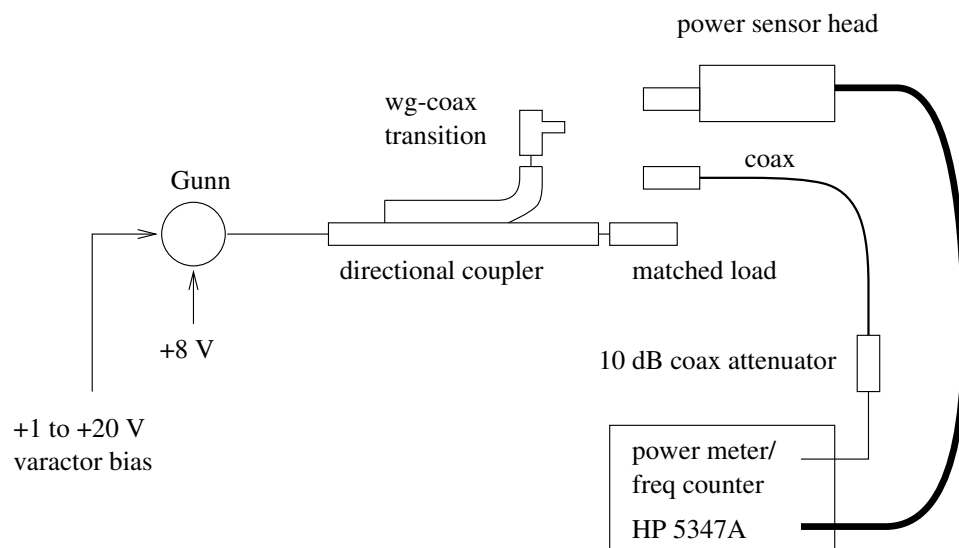 power sensor head
wg-coax
transition
coax
Gunn
directional coupler
matched load
+8 V
10 dB coax attenuator
+1 to +20 V
varactor bias
power meter/
freq counter
HP 5347A